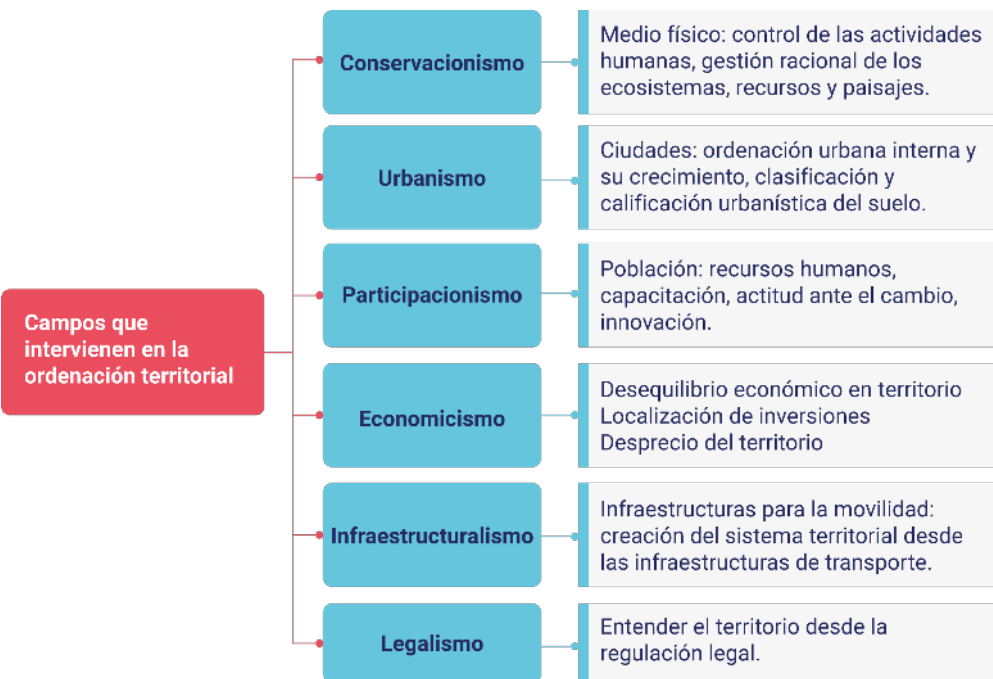 Campos que
intervienen en la
ordenación territorial
Conservacionismo
Medio físico: control de las actividades
humanas, gestión racional de los
ecosistemas, recursos y paisajes.
Urbanismo
Ciudades: ordenación urbana interna y
su crecimiento, clasificación y
calificación urbanística del suelo.
Participacionismo
Población: recursos humanos,
capacitación, actitud ante el cambio,
innovación.
Economicismo
Desequilibrio económico en territorio
Localización de inversiones
Desprecio del territorio
Infraestructuralismo
Infraestructuras para la movilidad:
creación del sistema territorial desde
las infraestructuras de transporte.
Legalismo
Entender el territorio desde la
regulación legal.